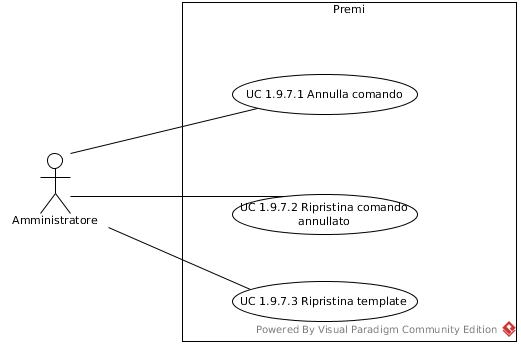 Premi
UC 1.9.7.1 Annulla comando
Amministratore
UC 1.9.7.2 Ripristina comando
annullato
UC 1.9.7.3 Ripristina template
Powered By Visual Paradigm Community Edition